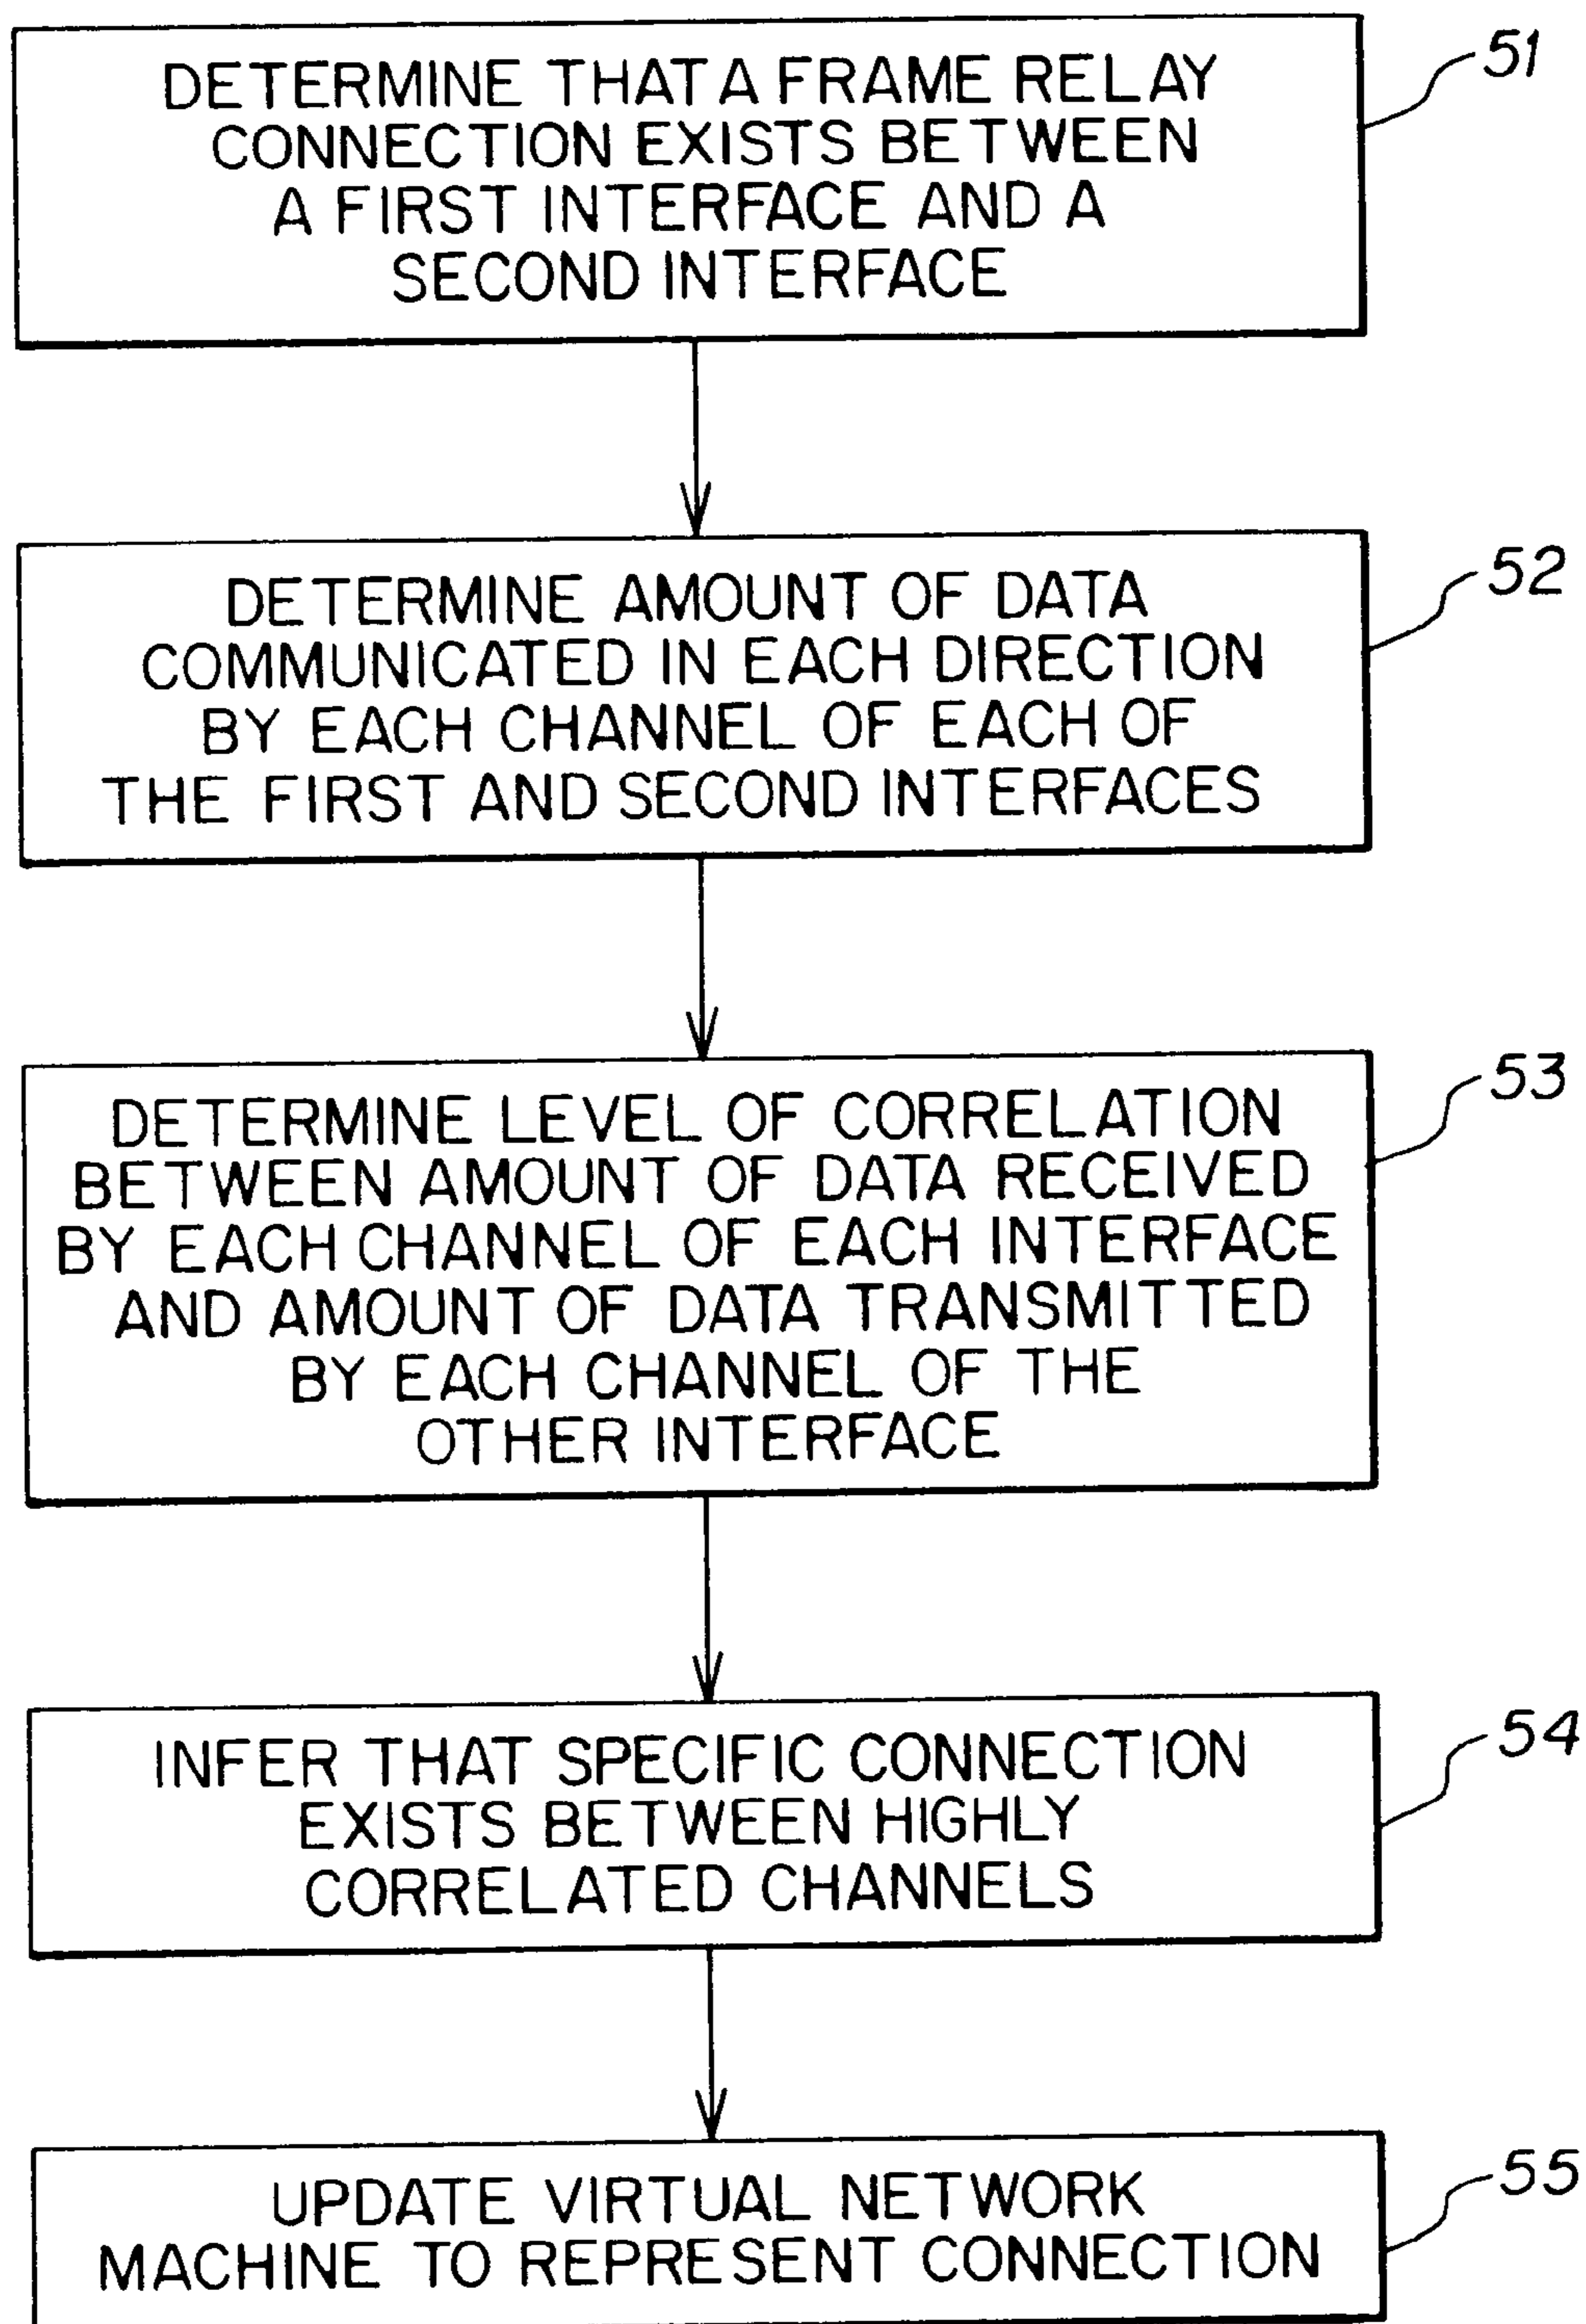 DETERMINE THAT A FRAME RELAY
CONNECTION EXISTS BETWEEN
A FIRST INTERFACE AND A
SECOND INTERFACE
51
DETERMINE AMOUNT OF DATA
COMMUNICATED IN EACH DIRECTION
BY EACH CHANNEL OF EACH OF
THE FIRST AND SECOND INTERFACES
52
DETERMINE LEVEL OF CORRELATION
BETWEEN AMOUNT OF DATA RECEIVED
BY EACH CHANNEL OF EACH INTERFACE
AND AMOUNT OF DATA TRANSMITTED
BY EACH CHANNEL OF THE
OTHER INTERFACE
53
INFER THAT SPECIFIC CONNECTION
EXISTS BETWEEN HIGHLY
CORRELATED CHANNELS
54
UPDATE VIRTUAL NETWORK
MACHINE TO REPRESENT CONNECTION
55